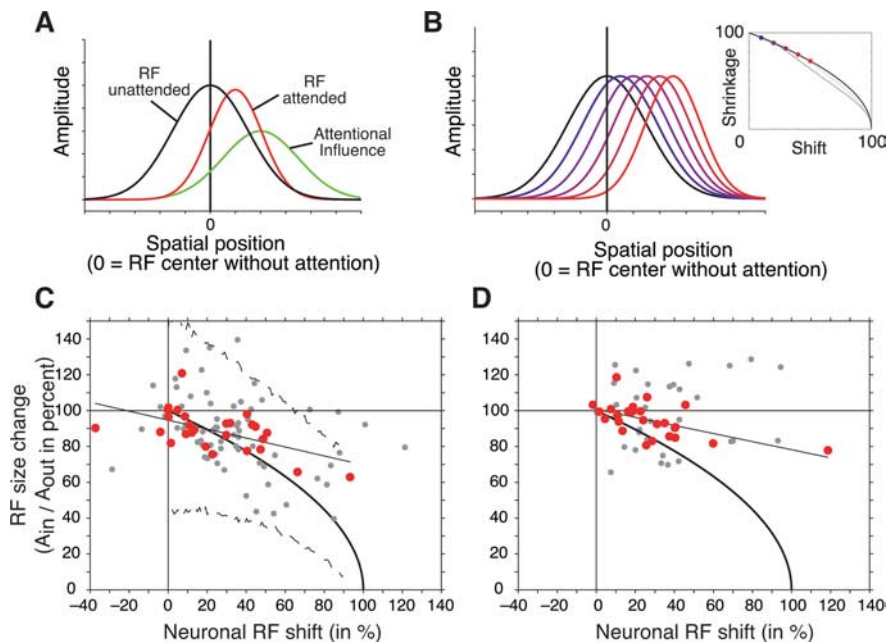 A
RF
unattended
RF
attended
Attentional
Influence
Amplitude
0
Spatial position
(0 = RF center without attention)
B
Amplitude
0
Spatial position
(0 = RF center without attention)
100
Shrinkage
0
Shift
100
C
140
120
100
80
60
40
20
0
RF size change
(Ain / Aout in percent)
−40
−20
0
20
40
60
80
100
120
140
Neuronal RF shift (in %)
D
140
120
100
80
60
40
20
0
−40
−20
0
20
40
60
80
100
120
140
Neuronal RF shift (in %)